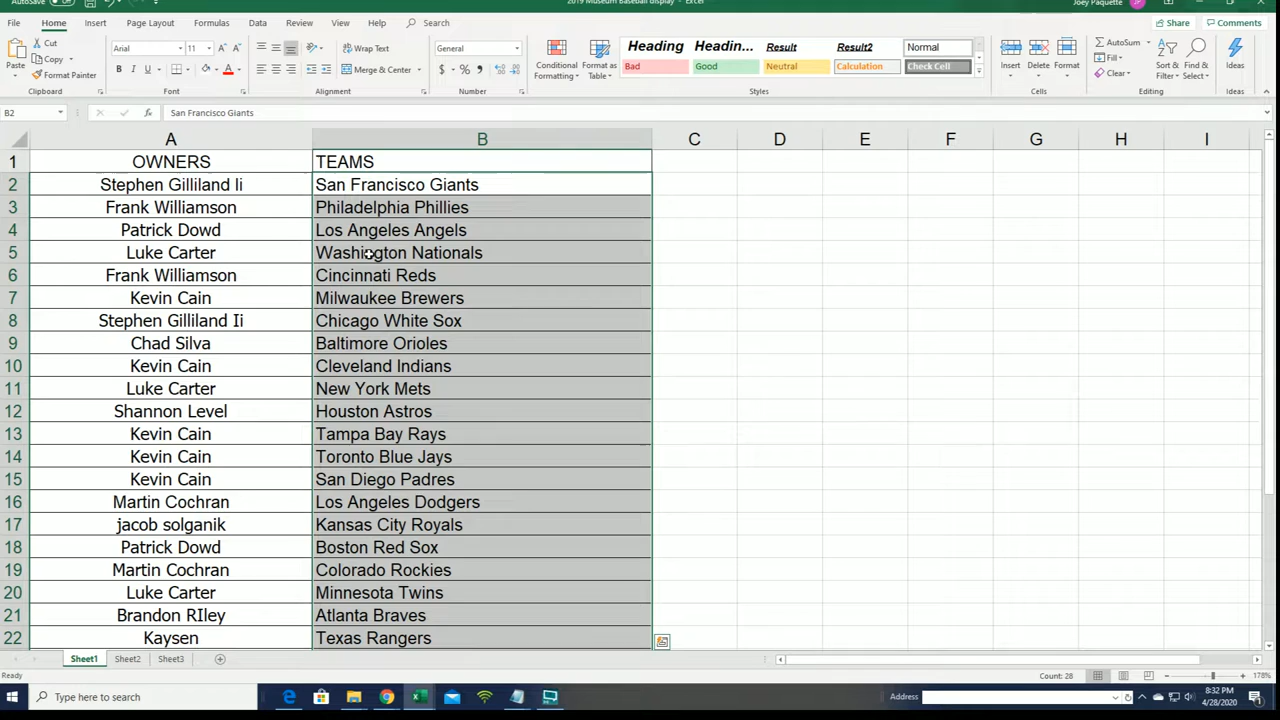 AutoSave 2019 Museum Baseball display - Excel Joey Paquette JP
File Home Insert Page Layout Formulas Data Review View Help Search Share Comments
Paste Cut Copy Format Painter Arial 11 Wrap Text General Conditional Formatting Format as Table Heading Headin... Result Result2 Normal Insert Delete Format AutoSum Fill Clear Sort & Filter Find & Select Ideas
B I U Merge & Center $ % Bad Good Neutral Calculation Check Cell
Clipboard Font Alignment Number Styles Cells Editing Ideas
B2 fx San Francisco Giants
A B C D E F G H I
1 OWNERS TEAMS
2 Stephen Gilliland Ii San Francisco Giants
3 Frank Williamson Philadelphia Phillies
4 Patrick Dowd Los Angeles Angels
5 Luke Carter Washington Nationals
6 Frank Williamson Cincinnati Reds
7 Kevin Cain Milwaukee Brewers
8 Stephen Gilliland Ii Chicago White Sox
9 Chad Silva Baltimore Orioles
10 Kevin Cain Cleveland Indians
11 Luke Carter New York Mets
12 Shannon Level Houston Astros
13 Kevin Cain Tampa Bay Rays
14 Kevin Cain Toronto Blue Jays
15 Kevin Cain San Diego Padres
16 Martin Cochran Los Angeles Dodgers
17 jacob solganik Kansas City Royals
18 Patrick Dowd Boston Red Sox
19 Martin Cochran Colorado Rockies
20 Luke Carter Minnesota Twins
21 Brandon RIley Atlanta Braves
22 Kaysen Texas Rangers
Sheet1 Sheet2 Sheet3
Ready Count: 28 178%
Type here to search Address 8:32 PM
4/28/2020